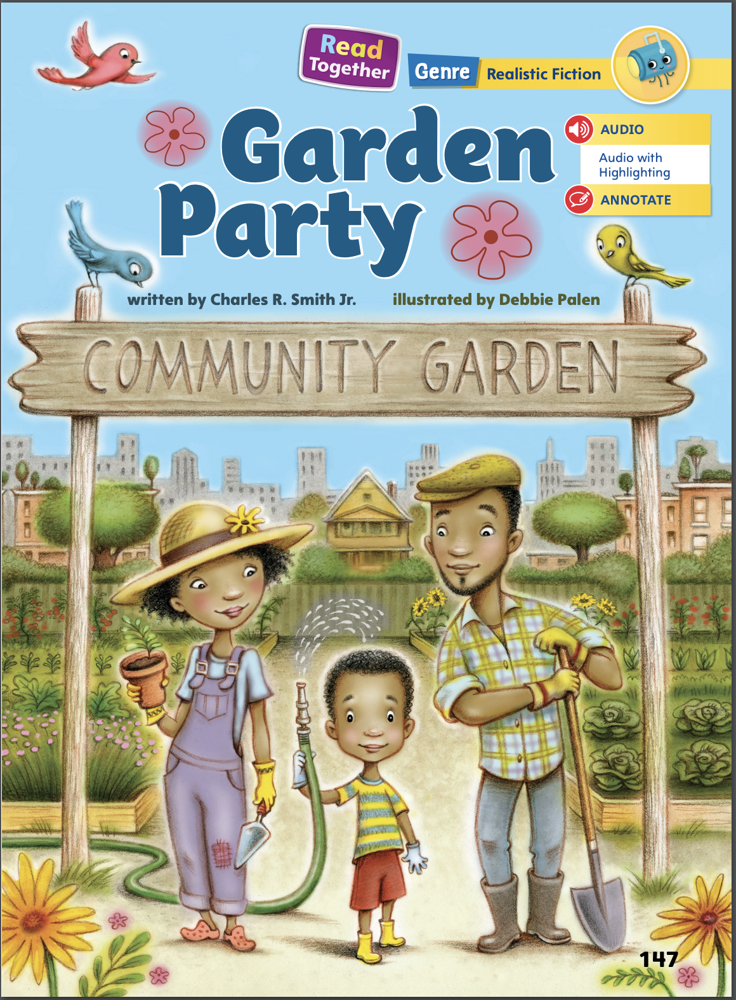 Read
Together
Genre
Realistic Fiction
Garden
Party
AUDIO
Audio with
Highlighting
ANNOTATE
written by Charles R. Smith Jr.
illustrated by Debbie Palen
COMMUNITY GARDEN
147